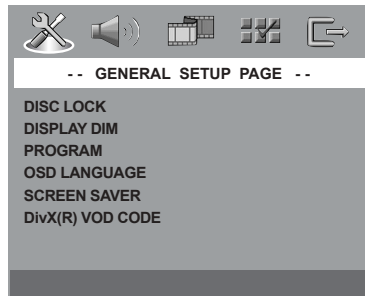 -- GENERAL SETUP PAGE --
DISC LOCK
DISPLAY DIM
PROGRAM
OSD LANGUAGE
SCREEN SAVER
DivX(R) VOD CODE